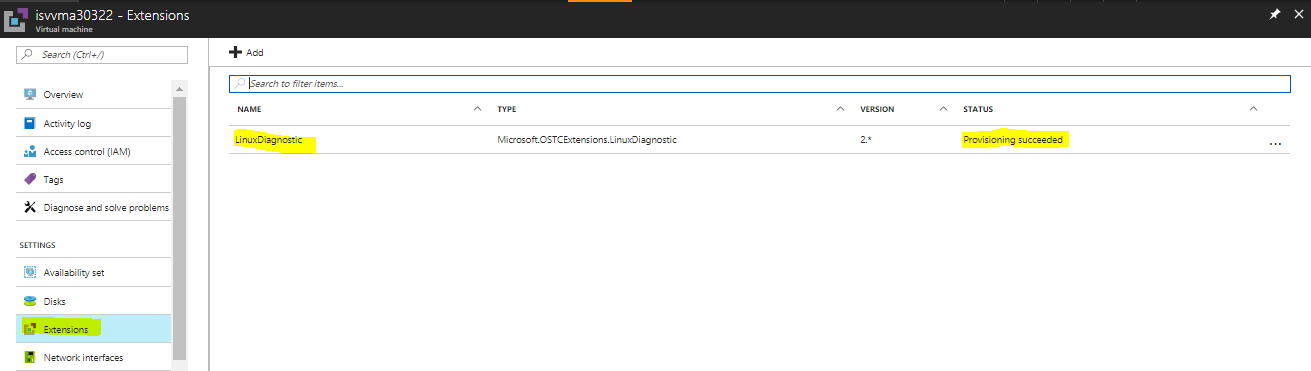 isvvma30322 - Extensions
Virtual machine
Search (Ctrl+/)
Overview
Activity log
Access control (IAM)
Tags
Diagnose and solve problems
SETTINGS
Availability set
Disks
Extensions
Network interfaces
Add
Search to filter items...
NAME TYPE VERSION STATUS
LinuxDiagnostic Microsoft.OSTCExtensions.LinuxDiagnostic 2.* Provisioning succeeded ...